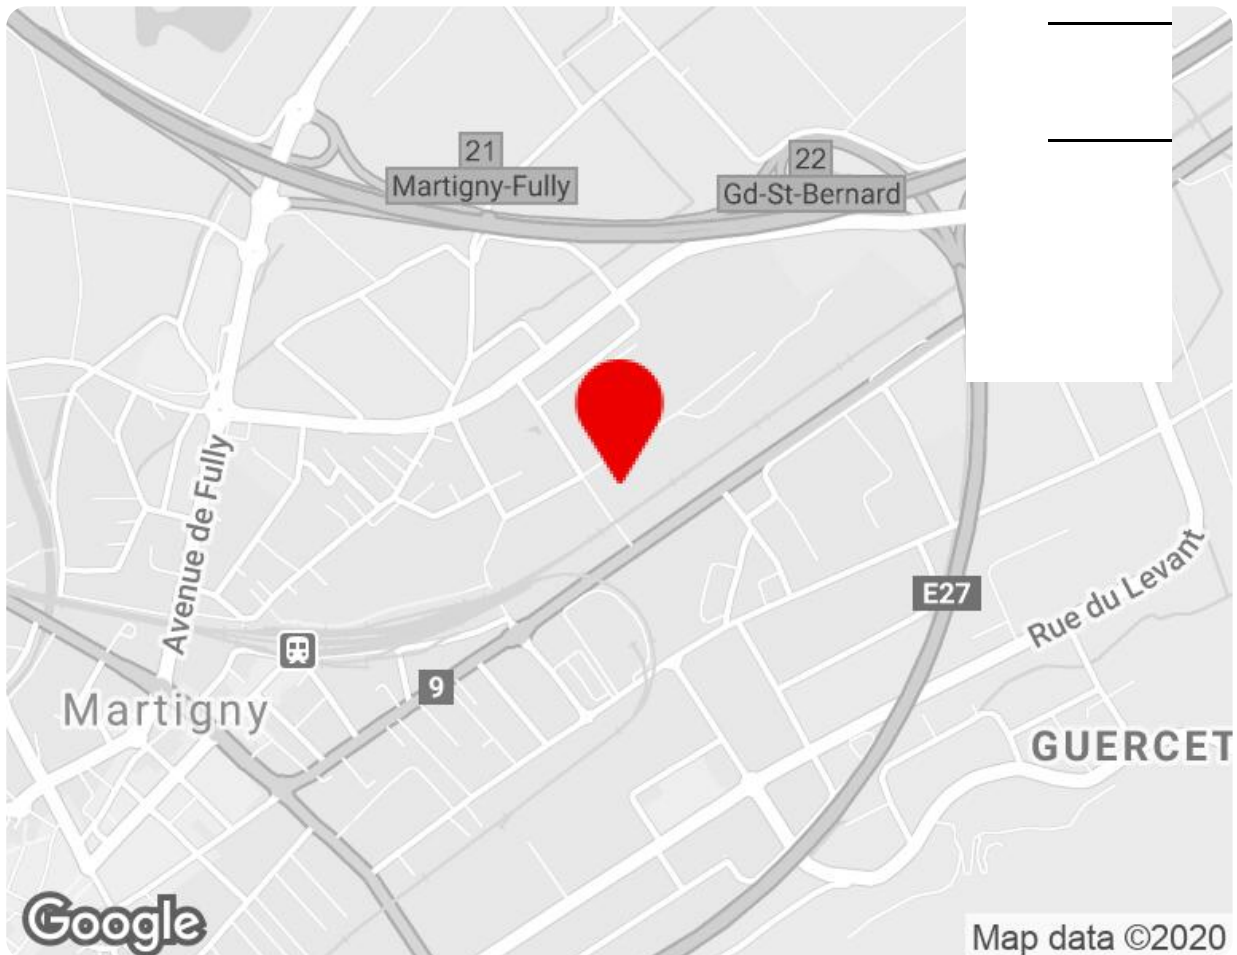 21
Martigny-Fully
22
Gd-St-Bernard
Avenue de Fully
E27
Rue du Levant
9
Martigny
GUERCET
Google
Map data ©2020